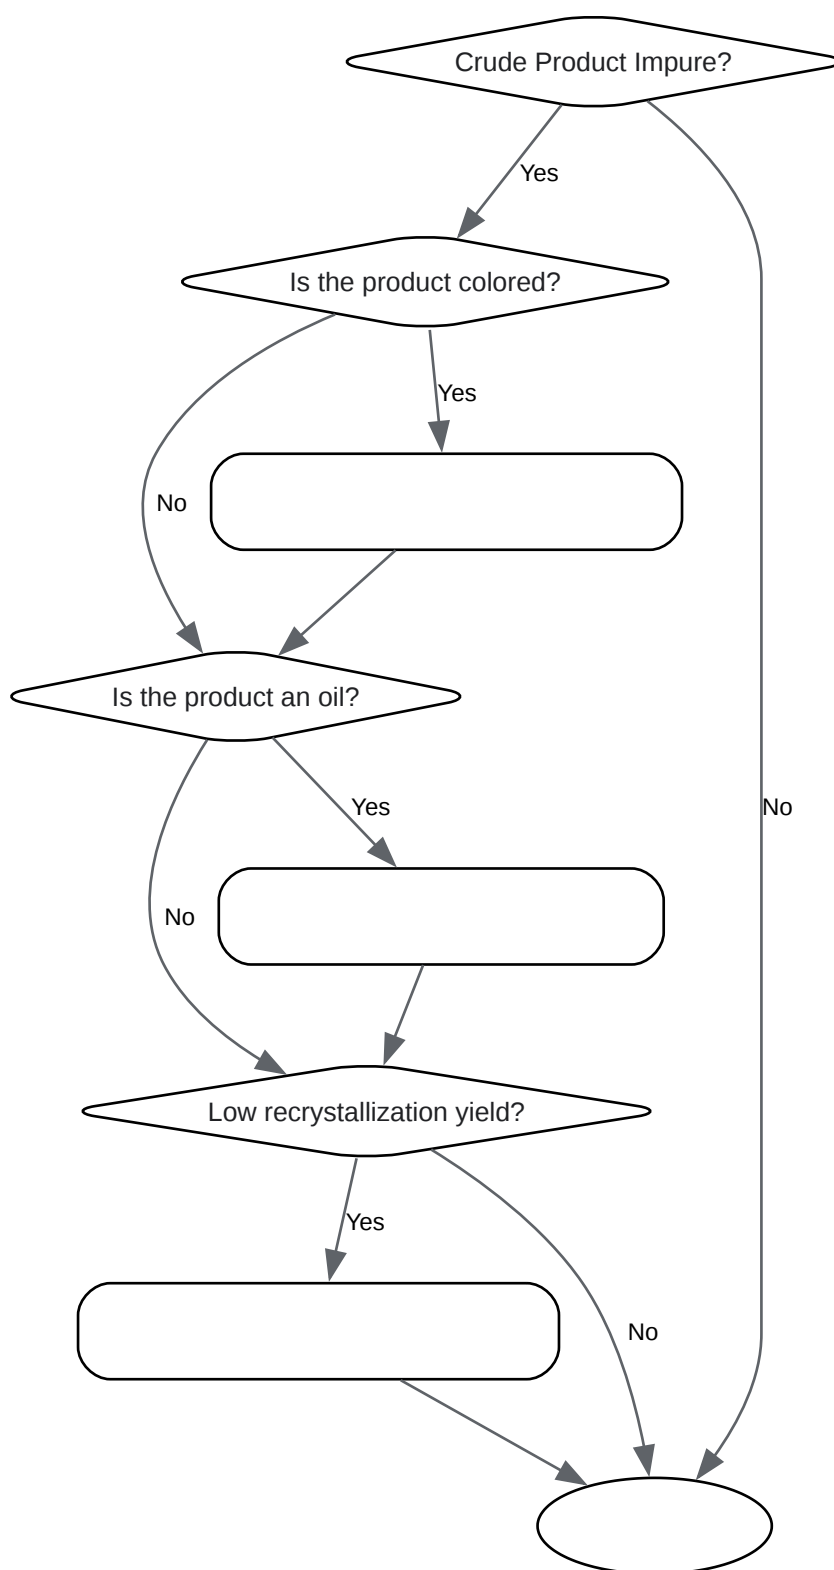 Crude Product Impure?
Yes
Is the product colored?
Yes
No
Is the product an oil?
Yes
No
No
Low recrystallization yield?
Yes
No